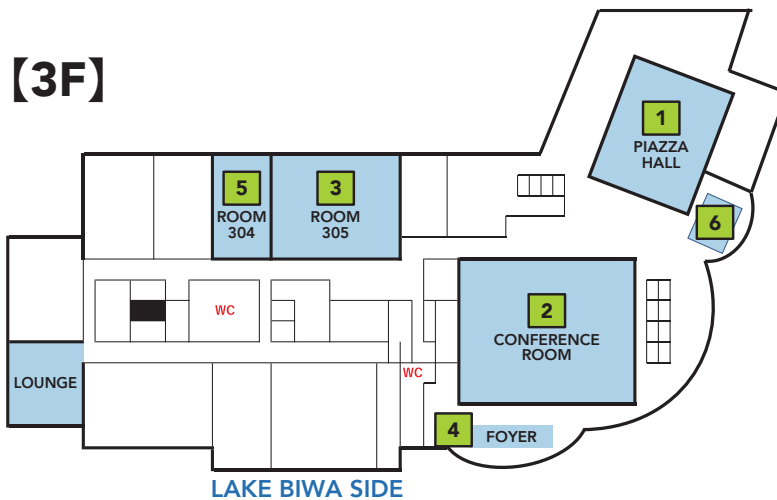 【3F】
1
PIAZZA
HALL
5
ROOM
304
3
ROOM
305
6
WC
2
CONFERENCE
ROOM
WC
LOUNGE
4
FOYER
LAKE BIWA SIDE